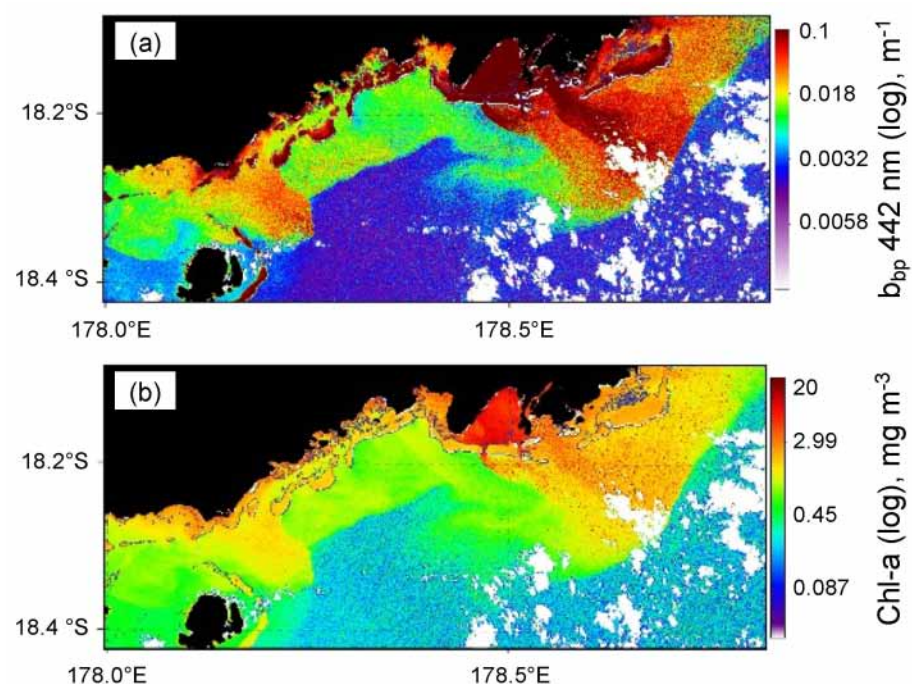 (a)
18.2°S
18.4 °S
178.0°E
178.5°E
0.1
0.018
0.0032
0.0058
b_bp 442 nm (log), m⁻¹
(b)
18.2°S
18.4 °S
178.0°E
178.5°E
20
2.99
0.45
0.087
Chl-a (log), mg m⁻³